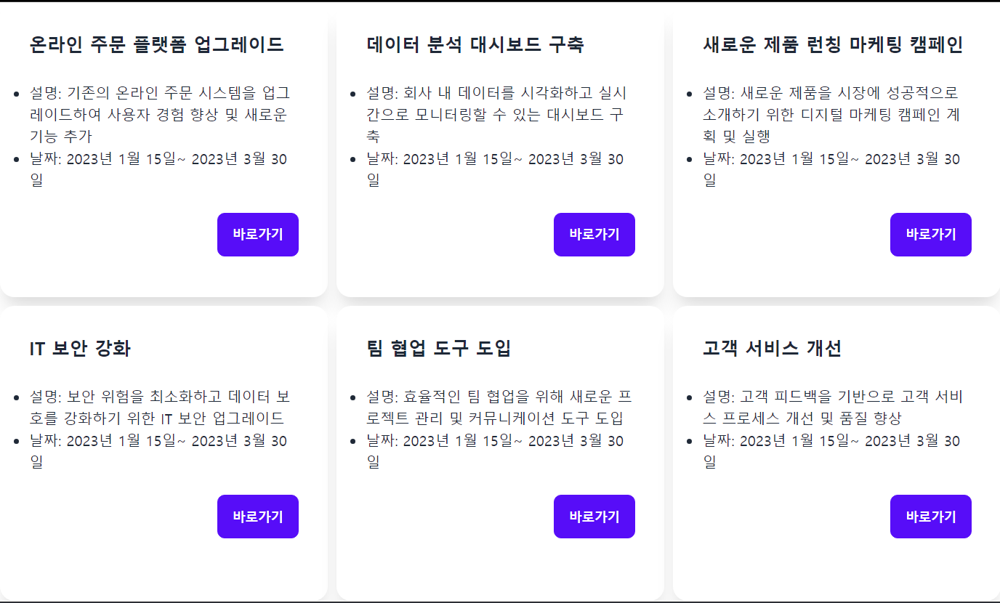 온라인 주문 플랫폼 업그레이드
설명: 기존의 온라인 주문 시스템을 업그
레이드하여 사용자 경험 향상 및 새로운
기능 추가
날짜: 2023년 1월 15일~ 2023년 3월 30
일
바로가기
데이터 분석 대시보드 구축
설명: 회사 내 데이터를 시각화하고 실시
간으로 모니터링할 수 있는 대시보드 구
축
날짜: 2023년 1월 15일~ 2023년 3월 30
일
바로가기
새로운 제품 런칭 마케팅 캠페인
설명: 새로운 제품을 시장에 성공적으로
소개하기 위한 디지털 마케팅 캠페인 계
획 및 실행
날짜: 2023년 1월 15일~ 2023년 3월 30
일
바로가기
IT 보안 강화
설명: 보안 위험을 최소화하고 데이터 보
호를 강화하기 위한 IT 보안 업그레이드
날짜: 2023년 1월 15일~ 2023년 3월 30
일
바로가기
팀 협업 도구 도입
설명: 효율적인 팀 협업을 위해 새로운 프
로젝트 관리 및 커뮤니케이션 도구 도입
날짜: 2023년 1월 15일~ 2023년 3월 30
일
바로가기
고객 서비스 개선
설명: 고객 피드백을 기반으로 고객 서비
스 프로세스 개선 및 품질 향상
날짜: 2023년 1월 15일~ 2023년 3월 30
일
바로가기